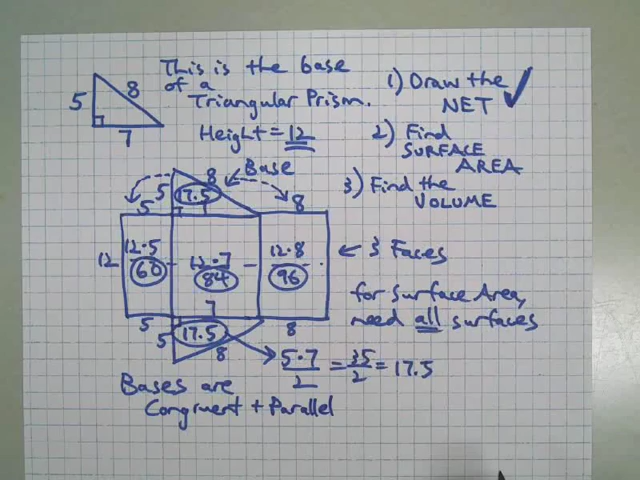 This is the base
of a
Triangular Prism.
Height = 12
5
8
7
1) Draw the
NET ✓
2) Find
SURFACE
AREA
3) Find the
VOLUME
Base
5
8
17.5
5
7
8
12
12·5
60
12·7
84
12·8
96
← 3 Faces
7
5
5
17.5
8
8
for Surface Area,
need all surfaces
5·7/2 = 35/2 = 17.5
Bases are
Congruent + Parallel